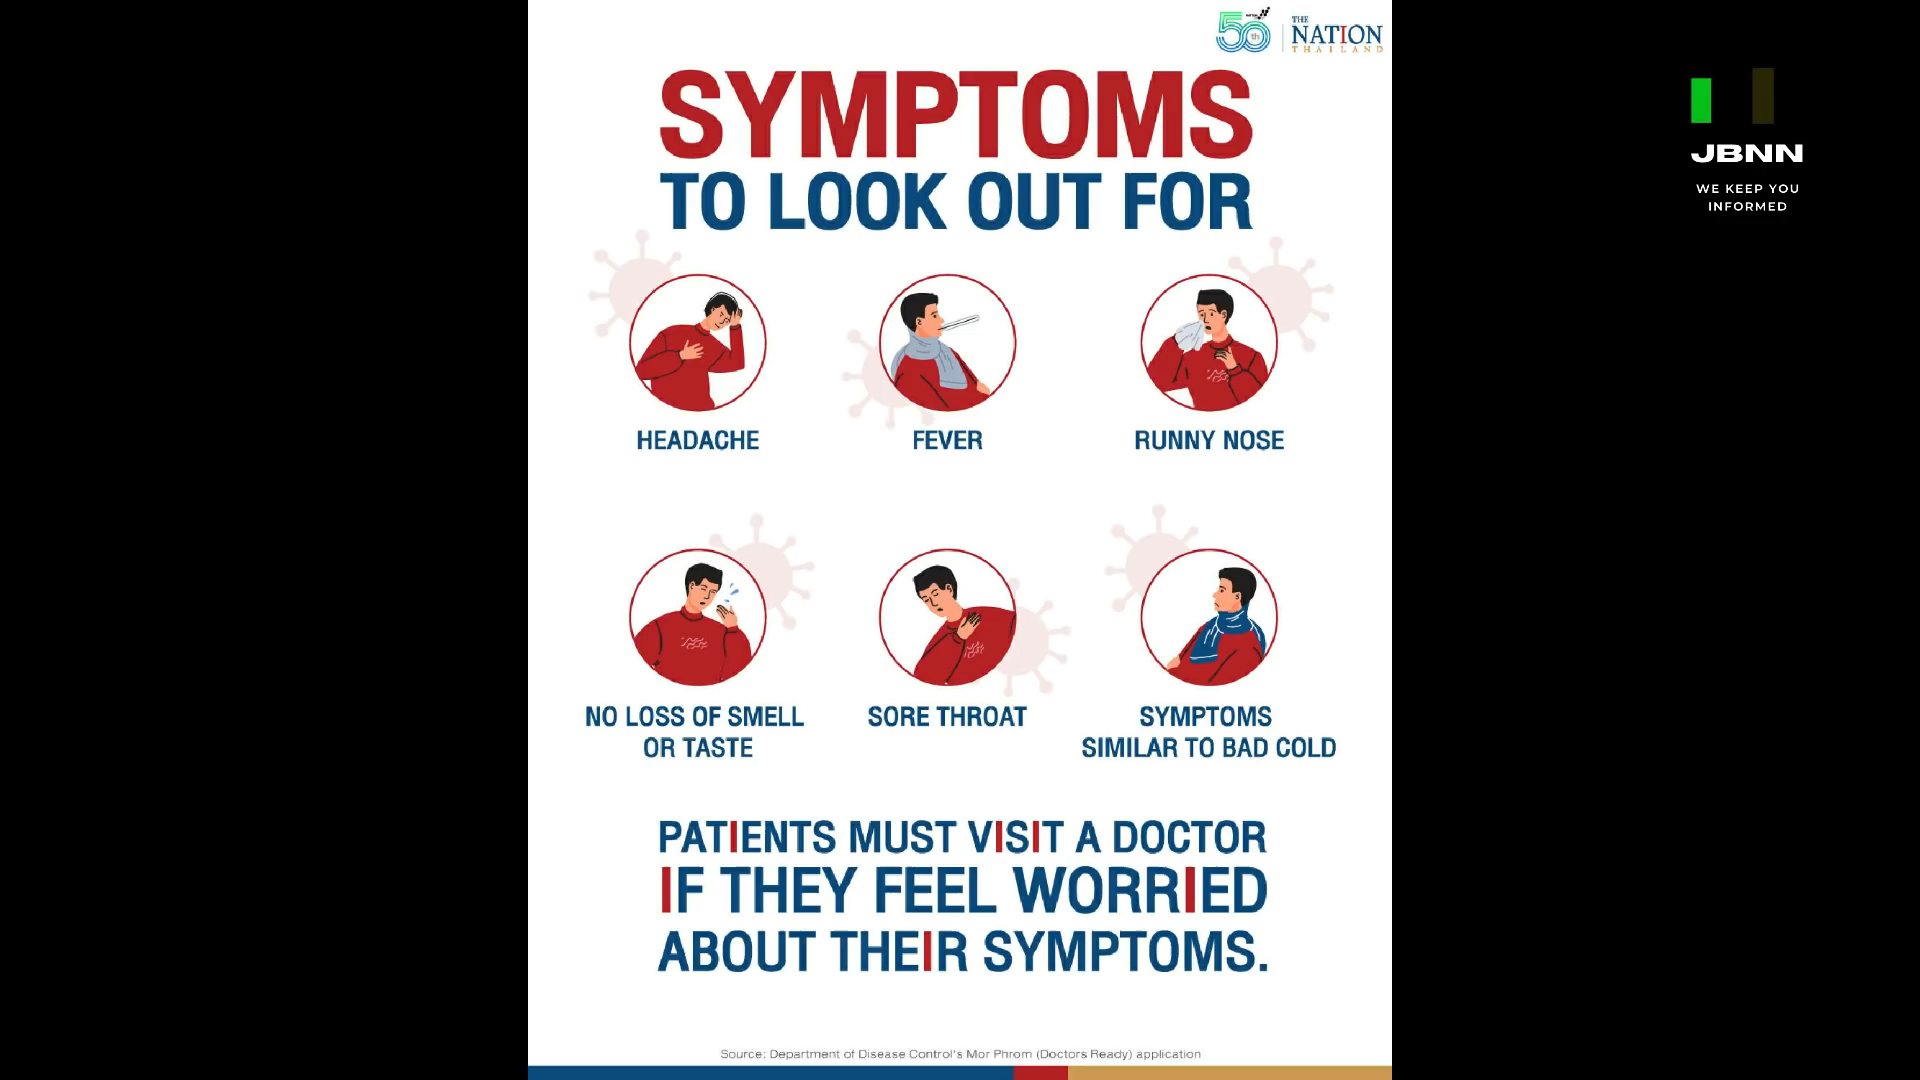 50th
THE
NATION
THAILAND
SYMPTOMS
TO LOOK OUT FOR
JBNN
WE KEEP YOU
INFORMED
HEADACHE
FEVER
RUNNY NOSE
NO LOSS OF SMELL
OR TASTE
SORE THROAT
SYMPTOMS
SIMILAR TO BAD COLD
PATIENTS MUST VISIT A DOCTOR
IF THEY FEEL WORRIED
ABOUT THEIR SYMPTOMS.
Source: Department of Disease Control's Mor Phrom (Doctors Ready) application